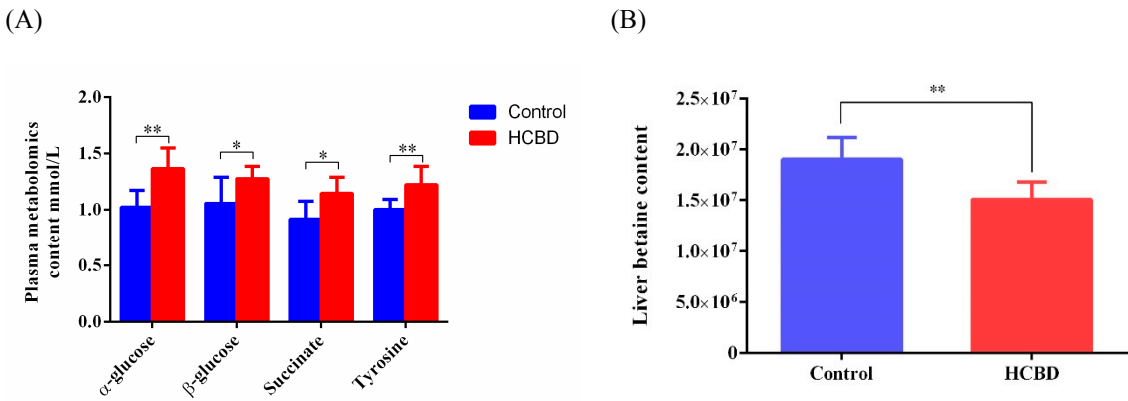 (A)
(B)
Plasma metabolomics
content mmol/L
2.0
1.5
1.0
0.5
0.0
**
*
*
**
Control
HCBD
α-glucose
β-glucose
Succinate
Tyrosine
Liver betaine content
2.5×10⁷
2.0×10⁷
1.5×10⁷
1.0×10⁷
5.0×10⁶
0
**
Control
HCBD